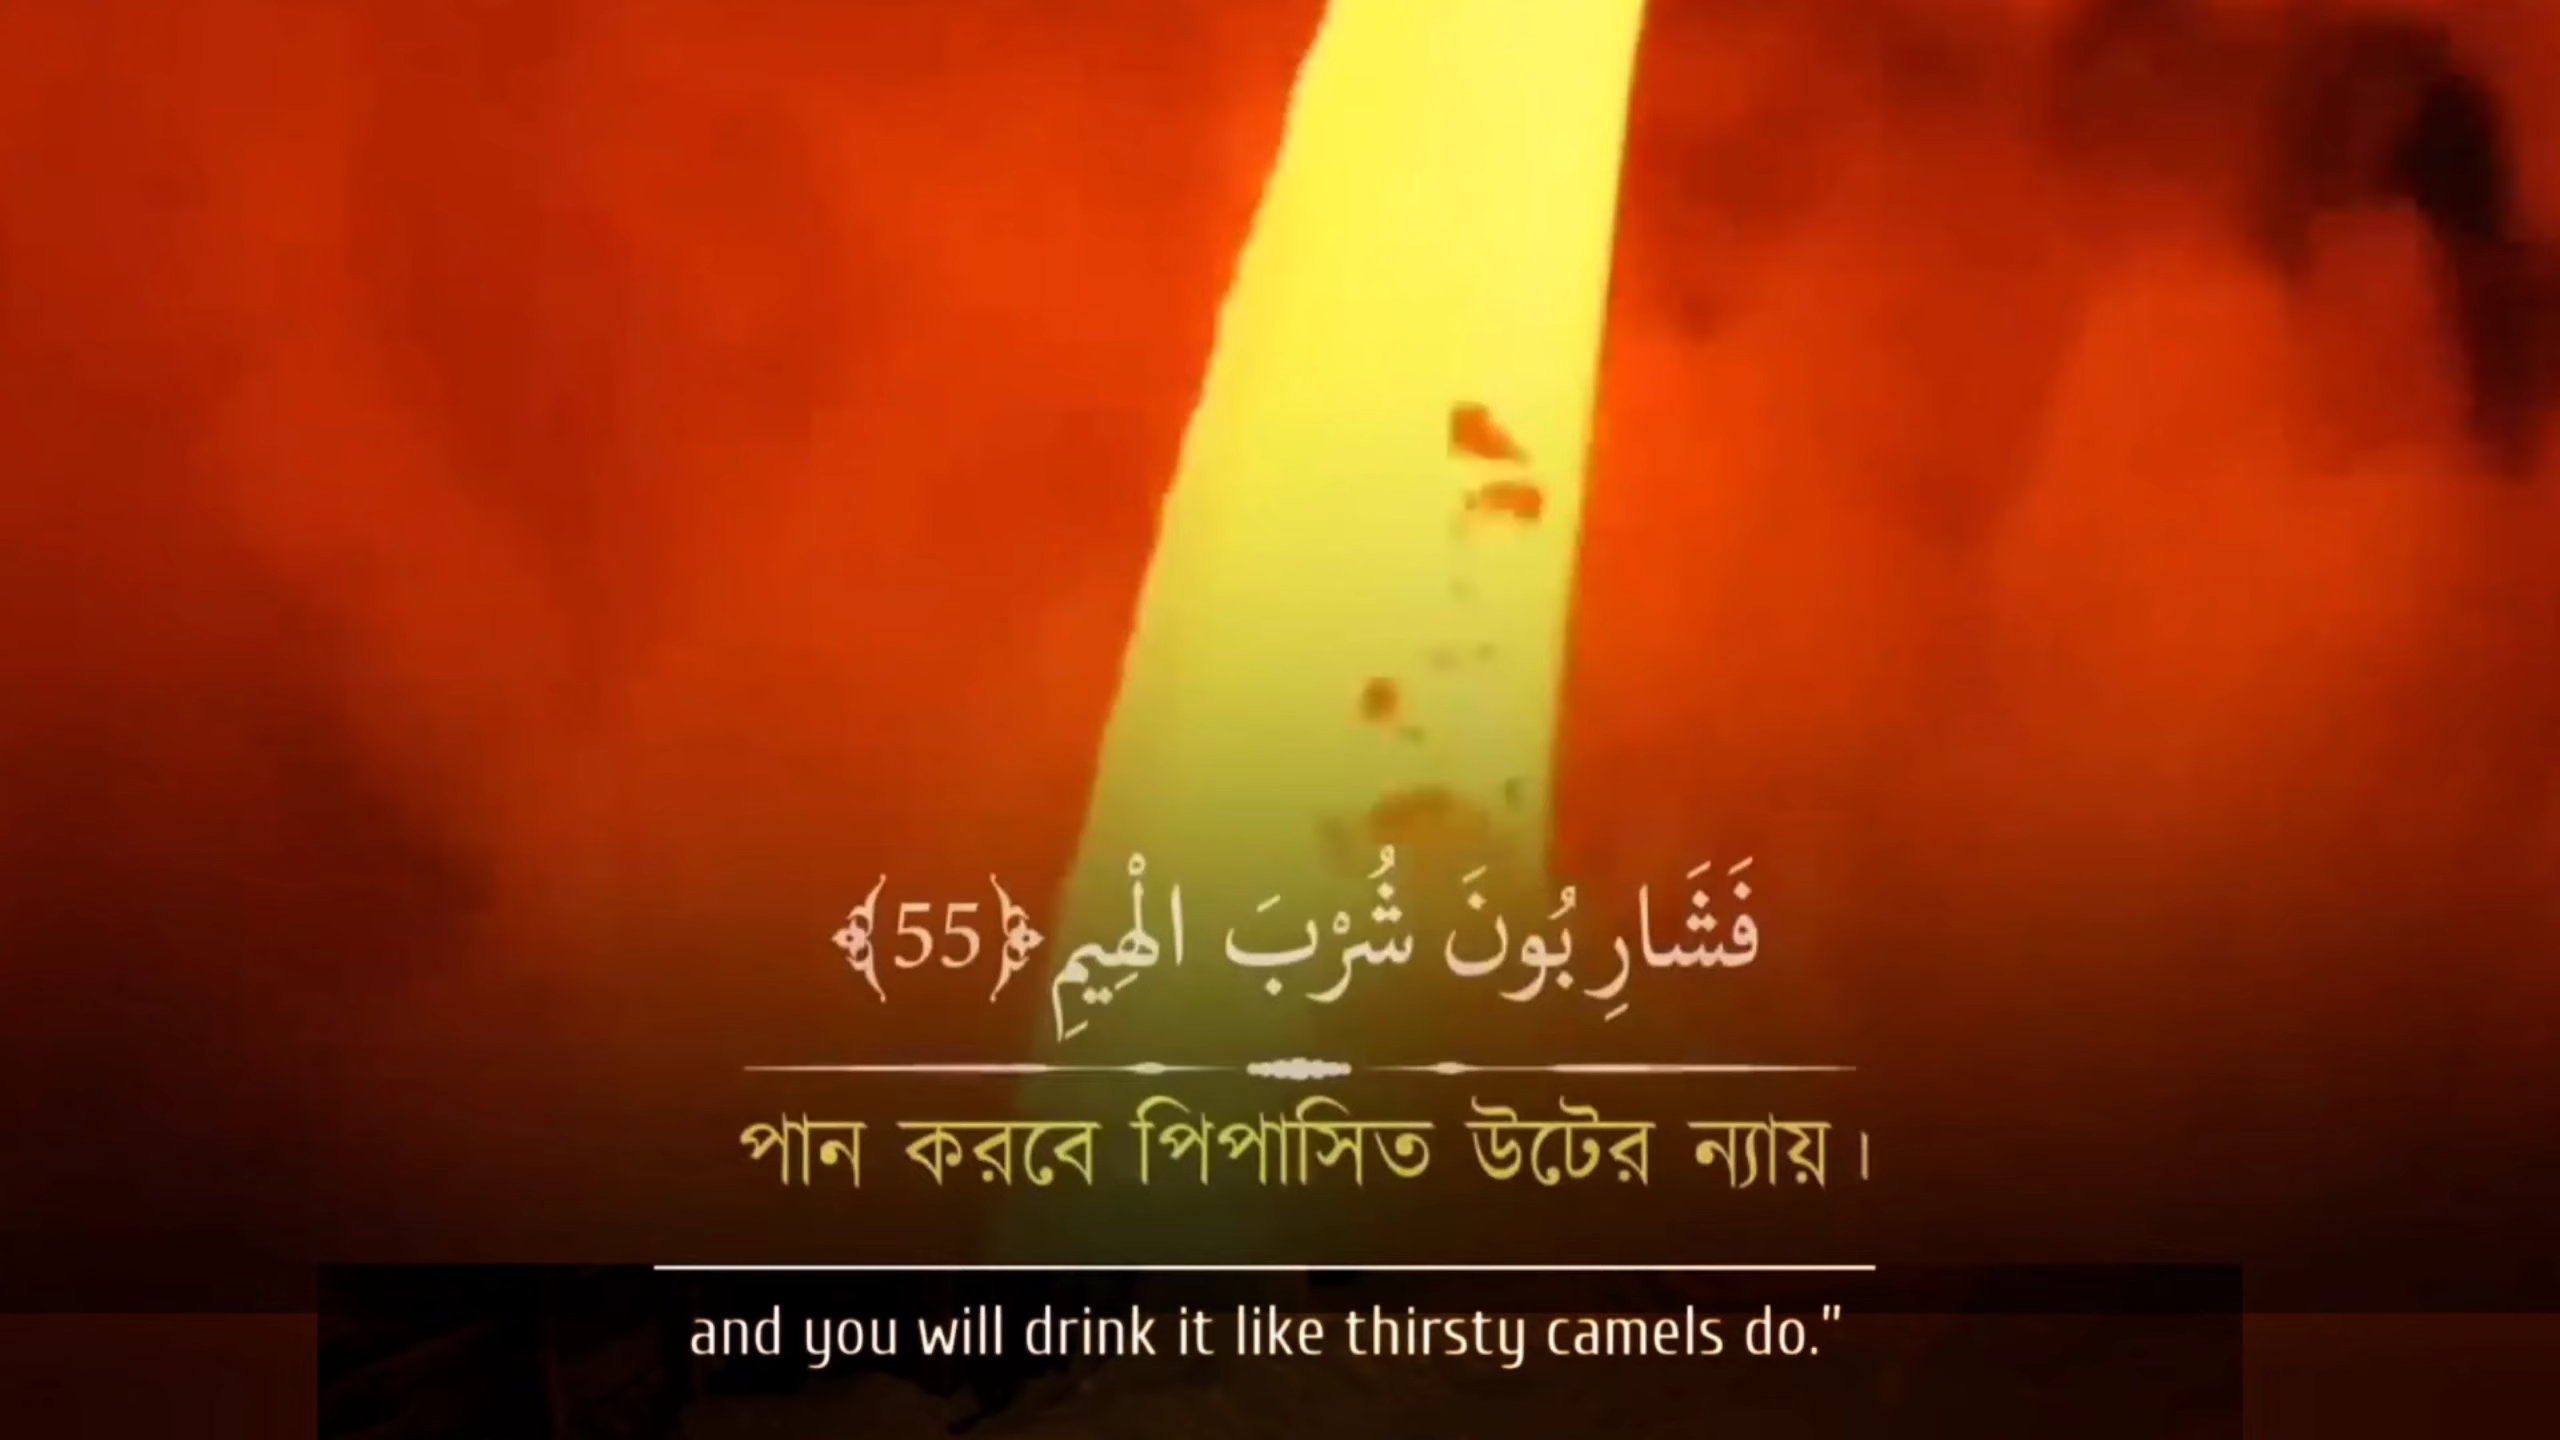 فَشَارِبُونَ شُرْبَ الْهِيمِ ﴿55﴾
পান করবে পিপাসিত উটের ন্যায়।
and you will drink it like thirsty camels do.”